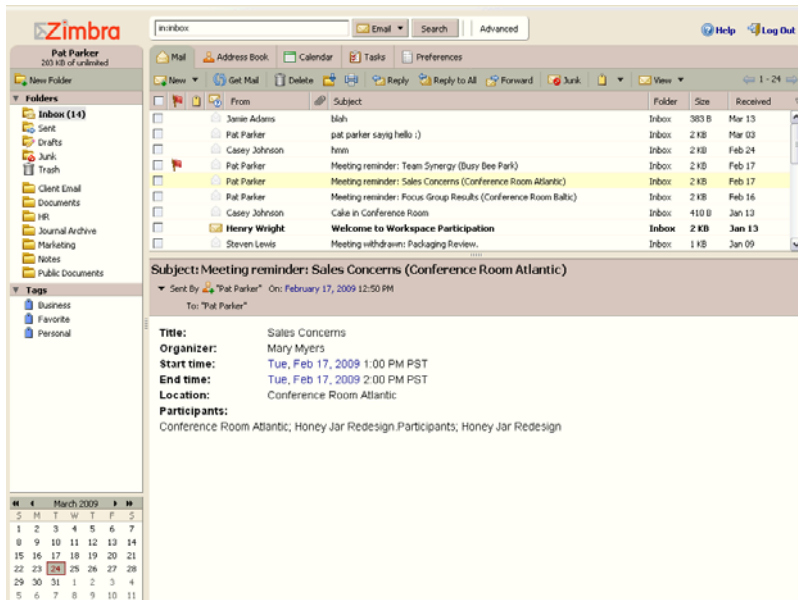 Zimbra
in:inbox Email Search Advanced Help Log Out
Pat Parker
203 KB of unlimited
Mail Address Book Calendar Tasks Preferences
New Folder
New Get Mail Delete Reply Reply to All Forward Junk View 1 - 24
Folders
Inbox (14)
Sent
Drafts
Junk
Trash
Client Email
Documents
HR
Journal Archive
Marketing
Notes
Public Documents
Tags
Business
Favorite
Personal
From Subject Folder Size Received
Jamie Adams blah Inbox 383 B Mar 13
Pat Parker pat parker sayig hello :) Inbox 2 KB Mar 03
Casey Johnson hmm Inbox 2 KB Feb 24
Pat Parker Meeting reminder: Team Synergy (Busy Bee Park) Inbox 2 KB Feb 17
Pat Parker Meeting reminder: Sales Concerns (Conference Room Atlantic) Inbox 2 KB Feb 17
Pat Parker Meeting reminder: Focus Group Results (Conference Room Baltic) Inbox 2 KB Feb 16
Casey Johnson Cake in Conference Room Inbox 410 B Jan 13
Henry Wright Welcome to Workspace Participation Inbox 2 KB Jan 13
Steven Lewis Meeting withdrawn: Packaging Review. Inbox 1 KB Jan 09
Subject: Meeting reminder: Sales Concerns (Conference Room Atlantic)
Sent By "Pat Parker" On: February 17, 2009 12:50 PM
To: "Pat Parker"
Title: Sales Concerns
Organizer: Mary Myers
Start time: Tue, Feb 17, 2009 1:00 PM PST
End time: Tue, Feb 17, 2009 2:00 PM PST
Location: Conference Room Atlantic
Participants:
Conference Room Atlantic; Honey Jar Redesign.Participants; Honey Jar Redesign
March 2009
S M T W T F S
1 2 3 4 5 6 7
8 9 10 11 12 13 14
15 16 17 18 19 20 21
22 23 24 25 26 27 28
29 30 31 1 2 3 4
5 6 7 8 9 10 11